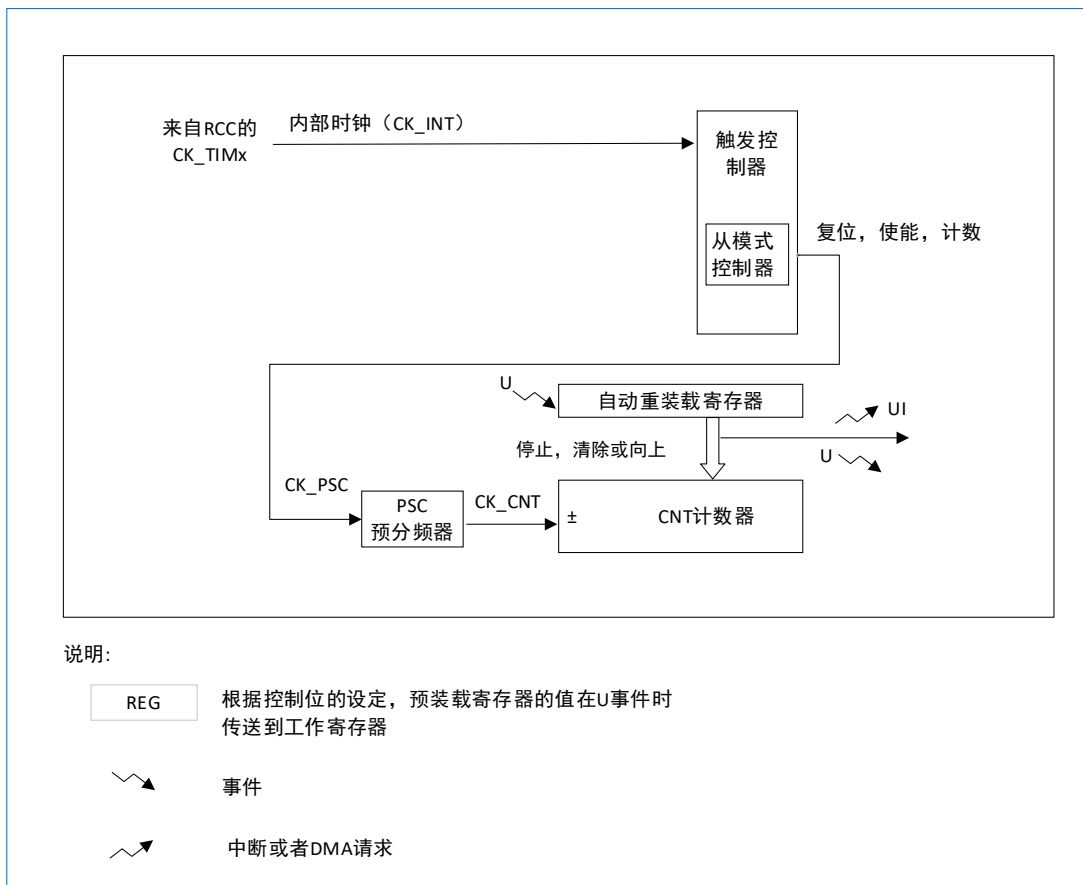 来自RCC的
CK_TIMx
内部时钟（CK_INT）
触发控
制器
从模式
控制器
复位，使能，计数
U
自动重装载寄存器
UI
停止，清除或向上
U
CK_PSC
PSC
预分频器
CK_CNT
±
CNT计数器
说明:
REG
根据控制位的设定，预装载寄存器的值在U事件时
传送到工作寄存器
事件
中断或者DMA请求